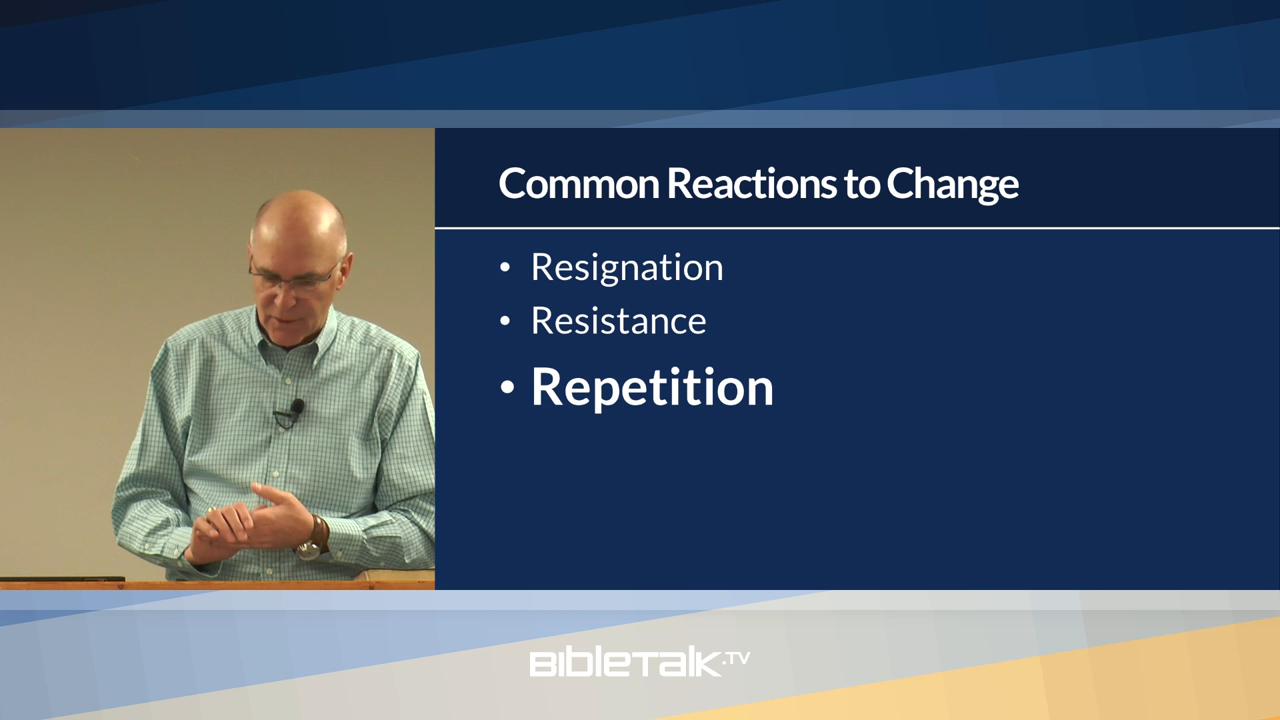 Common Reactions to Change
• Resignation
• Resistance
• Repetition
BIBLETALK.TV